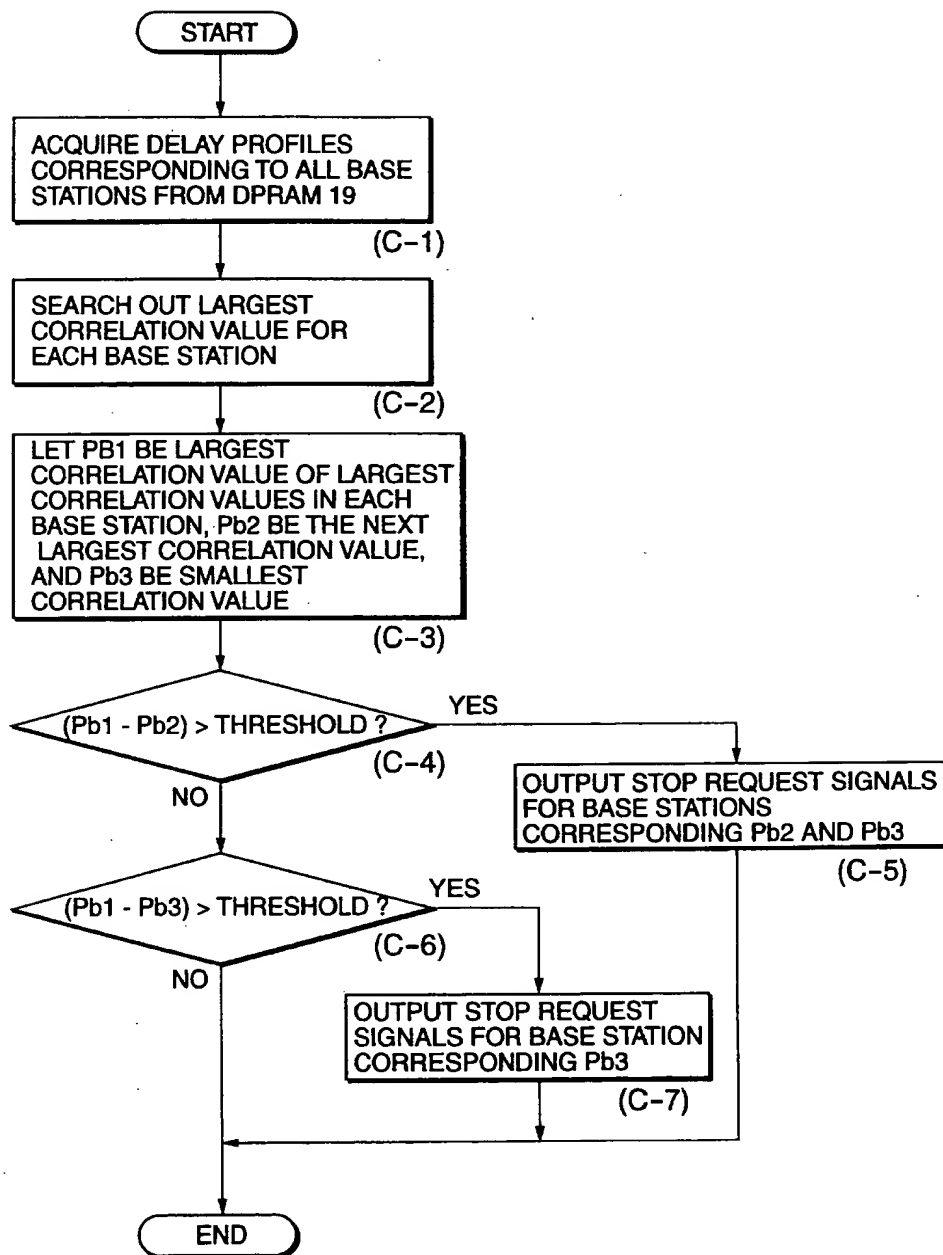 START
ACQUIRE DELAY PROFILES
CORRESPONDING TO ALL BASE
STATIONS FROM DPRAM 19
(C-1)
SEARCH OUT LARGEST
CORRELATION VALUE FOR
EACH BASE STATION
(C-2)
LET PB1 BE LARGEST
CORRELATION VALUE OF LARGEST
CORRELATION VALUES IN EACH
BASE STATION, Pb2 BE THE NEXT
LARGEST CORRELATION VALUE,
AND Pb3 BE SMALLEST
CORRELATION VALUE
(C-3)
(Pb1 - Pb2) > THRESHOLD ?
YES
(C-4)
NO
OUTPUT STOP REQUEST SIGNALS
FOR BASE STATIONS
CORRESPONDING Pb2 AND Pb3
(C-5)
(Pb1 - Pb3) > THRESHOLD ?
YES
(C-6)
NO
OUTPUT STOP REQUEST
SIGNALS FOR BASE STATION
CORRESPONDING Pb3
(C-7)
END